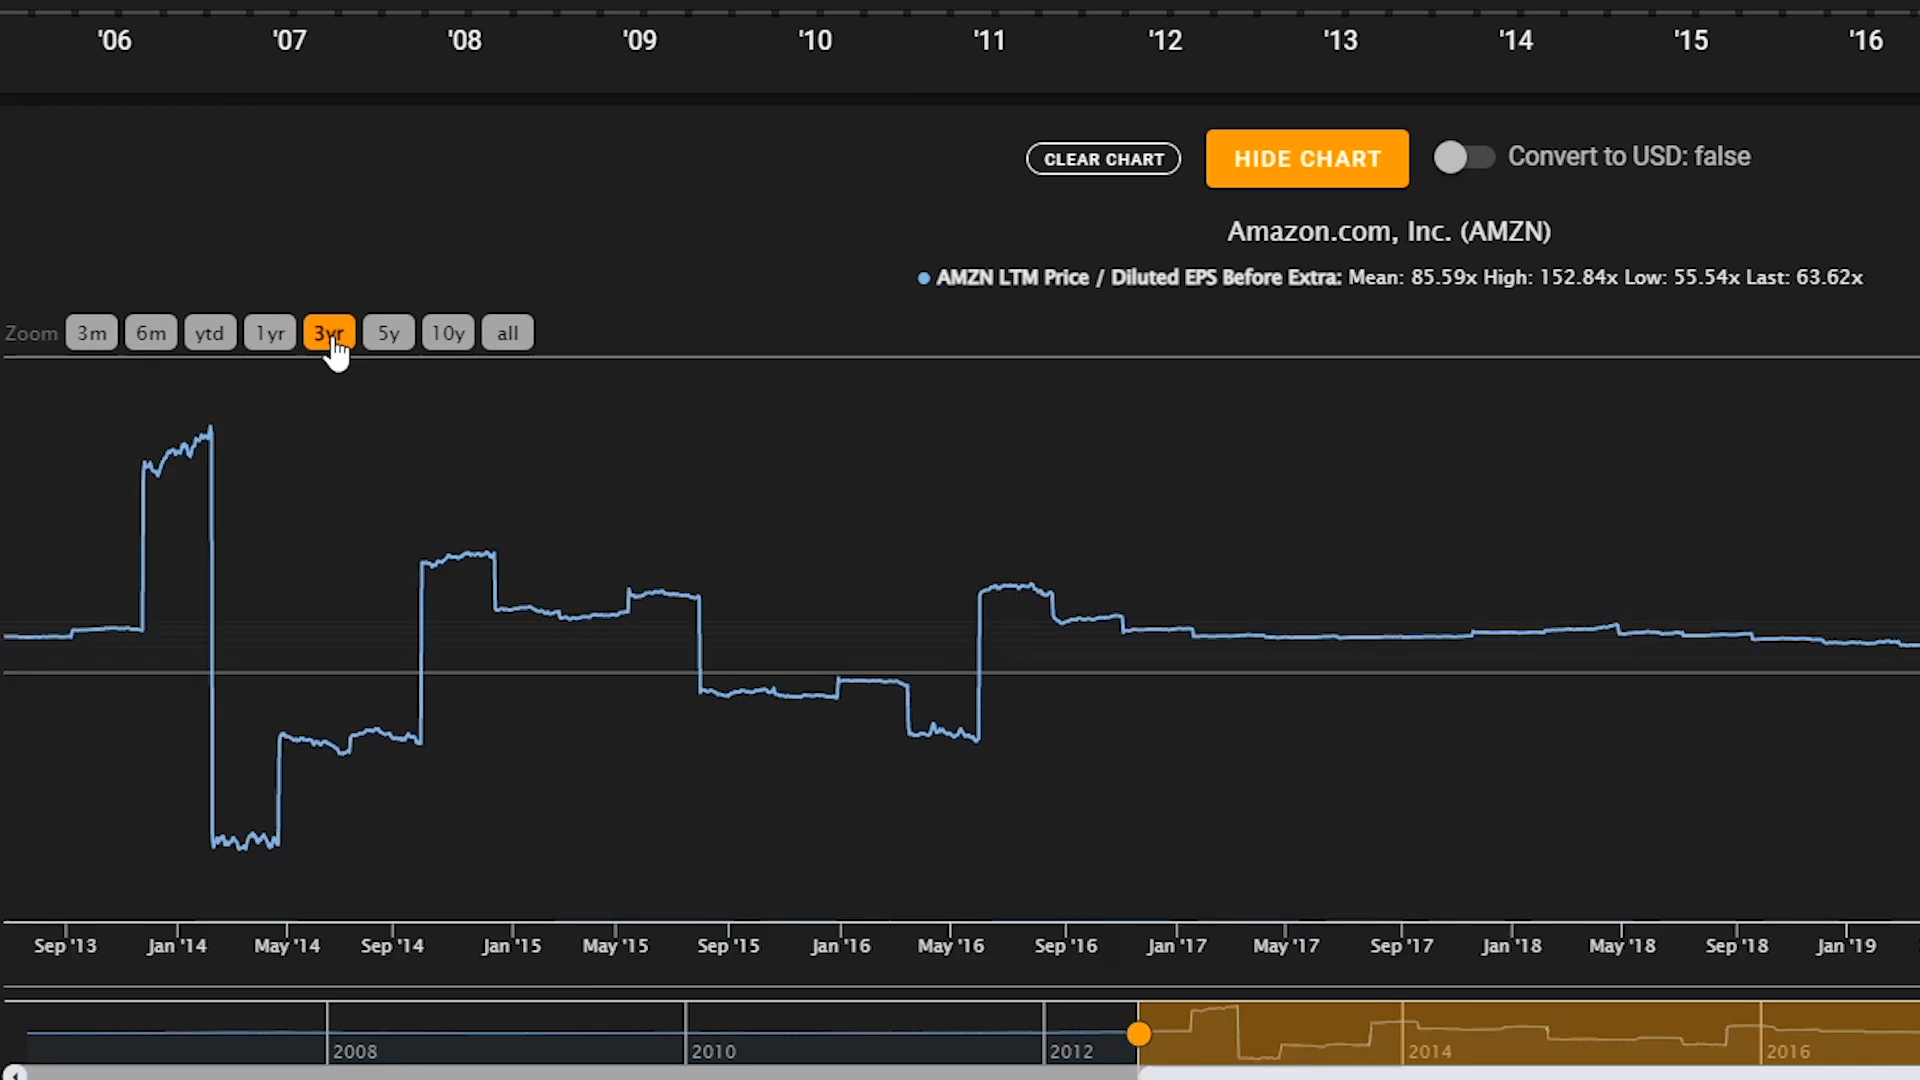 '06 '07 '08 '09 '10 '11 '12 '13 '14 '15 '16
CLEAR CHART HIDE CHART Convert to USD: false
Amazon.com, Inc. (AMZN)
AMZN LTM Price / Diluted EPS Before Extra: Mean: 85.59x High: 152.84x Low: 55.54x Last: 63.62x
Zoom 3m 6m ytd 1yr 3yr 5y 10y all
Sep '13 Jan '14 May '14 Sep '14 Jan '15 May '15 Sep '15 Jan '16 May '16 Sep '16 Jan '17 May '17 Sep '17 Jan '18 May '18 Sep '18 Jan '19
2008 2010 2012 2014 2016